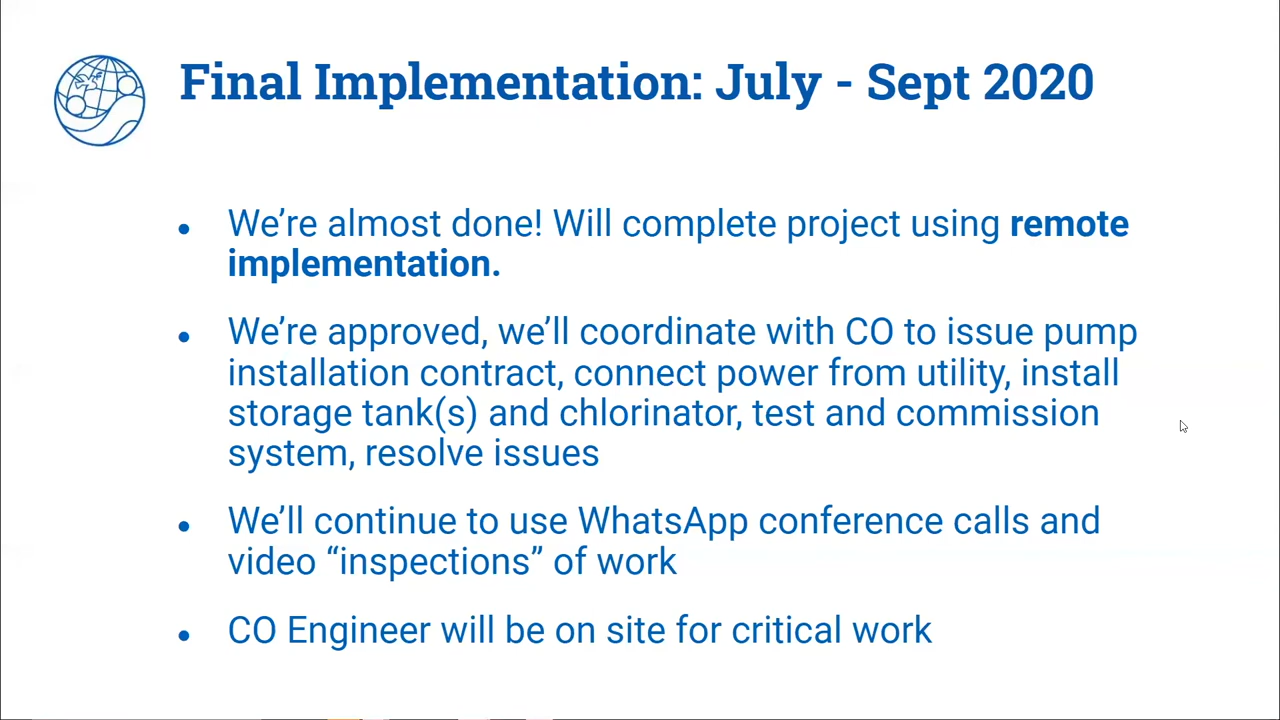 Final Implementation: July - Sept 2020
• We’re almost done! Will complete project using remote
implementation.
• We’re approved, we’ll coordinate with CO to issue pump
installation contract, connect power from utility, install
storage tank(s) and chlorinator, test and commission
system, resolve issues
• We’ll continue to use WhatsApp conference calls and
video “inspections” of work
• CO Engineer will be on site for critical work